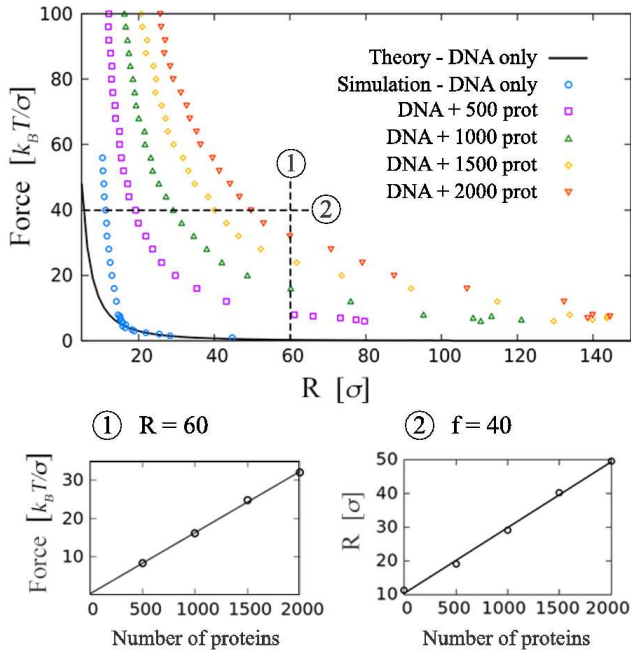 100
80
60
40
20
0
Force [k_BT/σ]
20 40 60 80 100 120 140
R [σ]
Theory - DNA only
Simulation - DNA only
DNA + 500 prot
DNA + 1000 prot
DNA + 1500 prot
DNA + 2000 prot
1
2
① R = 60
30
20
10
Force [k_BT/σ]
0 500 1000 1500 2000
Number of proteins
② f = 40
50
40
30
20
10
R [σ]
0 500 1000 1500 2000
Number of proteins